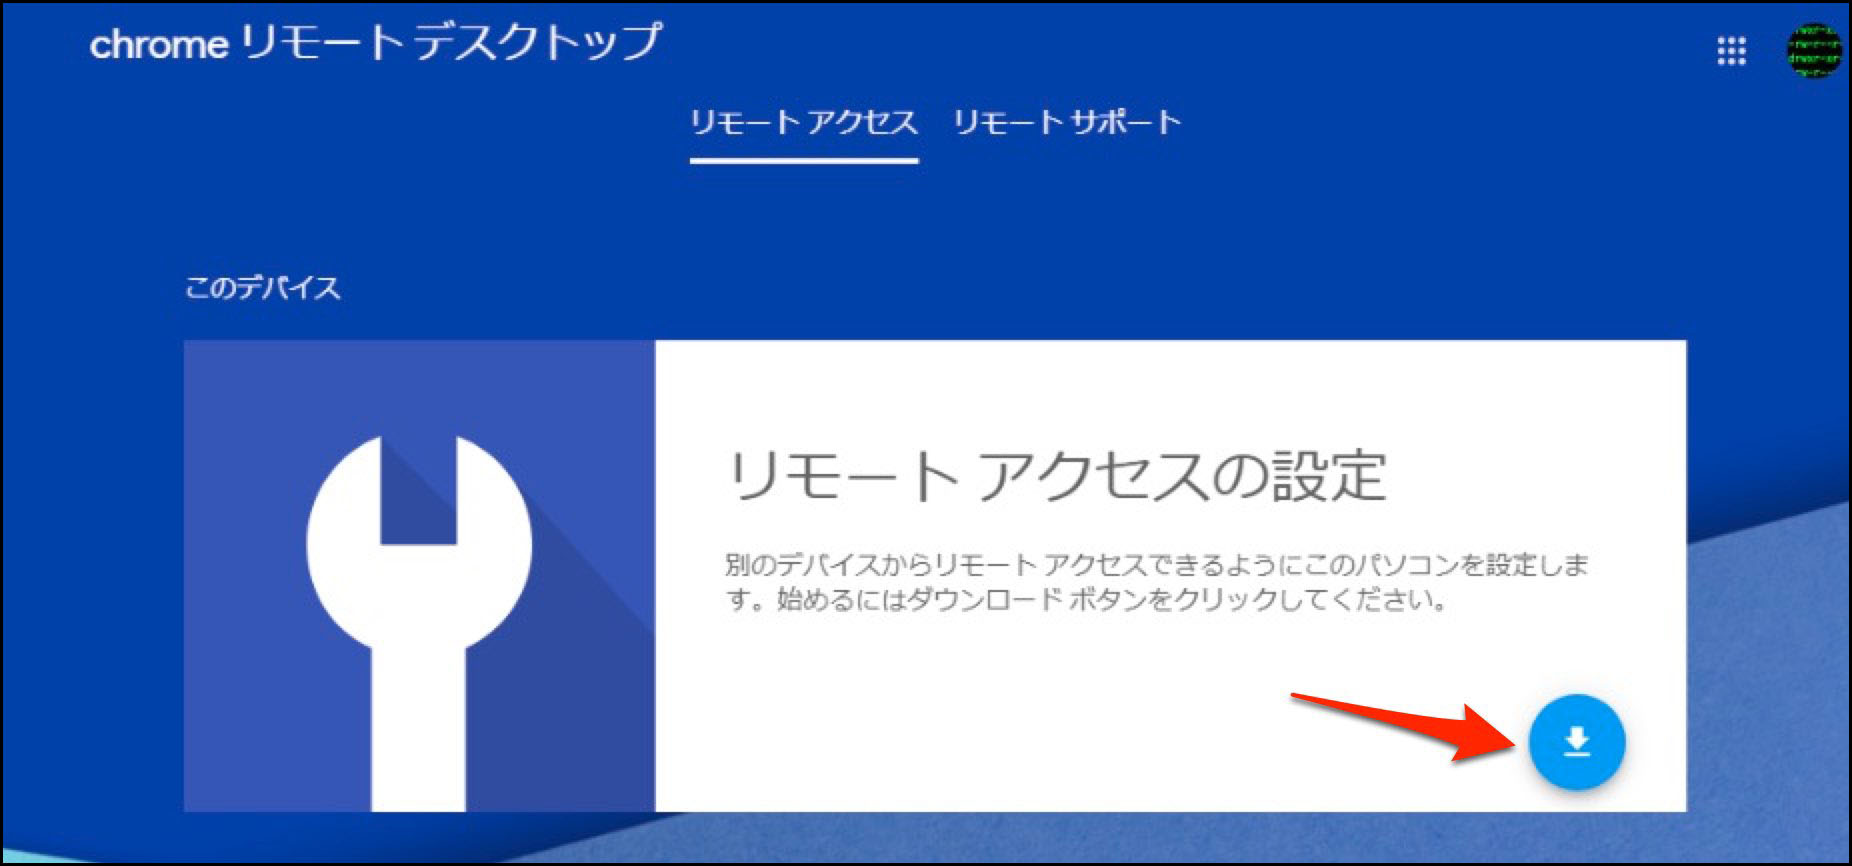 chrome リモート デスクトップ
リモート アクセス リモート サポート
このデバイス
リモート アクセスの設定
別のデバイスからリモート アクセスできるようにこのパソコンを設定しま
す。始めるにはダウンロード ボタンをクリックしてください。